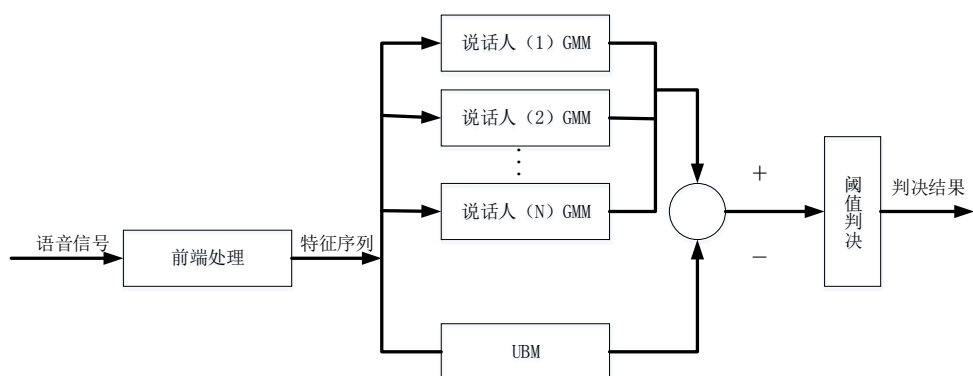 说话人（1）GMM
说话人（2）GMM
说话人（N）GMM
语音信号
前端处理
特征序列
UBM
+
−
阈值判决
判决结果